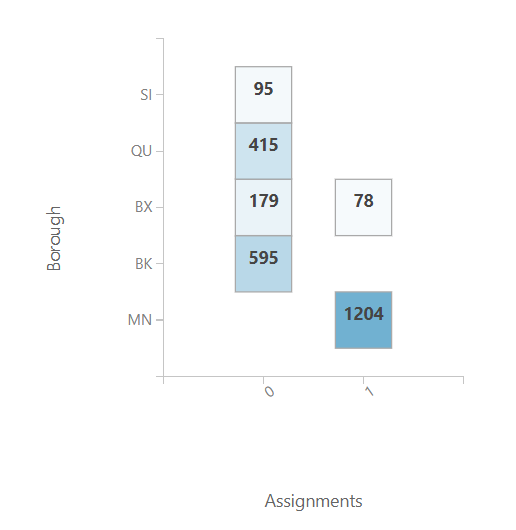 SI 95
QU 415
BX 179 78
BK 595
MN 1204
Borough
0 1
Assignments